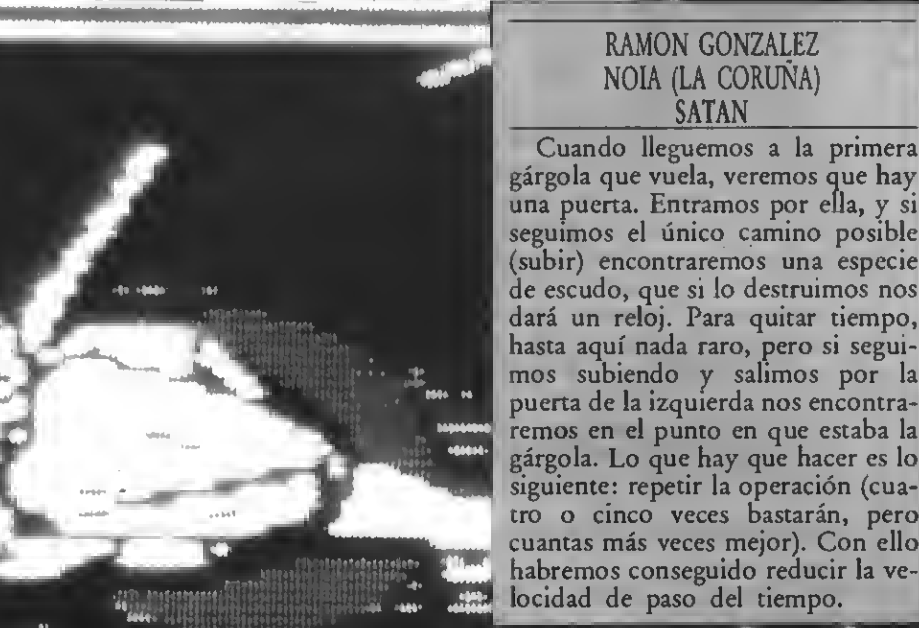 RAMON GONZALEZ
NOIA (LA CORUÑA)
SATAN
Cuando lleguemos a la primera
gárgola que vuela, veremos que hay
una puerta. Entramos por ella, y si
seguimos el único camino posible
(subir) encontraremos una especie
de escudo, que si lo destruimos nos
dará un reloj. Para quitar tiempo,
hasta aquí nada raro, pero si segui-
mos subiendo y salimos por la
puerta de la izquierda nos encontra-
remos en el punto en que estaba la
gárgola. Lo que hay que hacer es lo
siguiente: repetir la operación (cua-
tro o cinco veces bastarán, pero
cuantas más veces mejor). Con ello
habremos conseguido reducir la ve-
locidad de paso del tiempo.